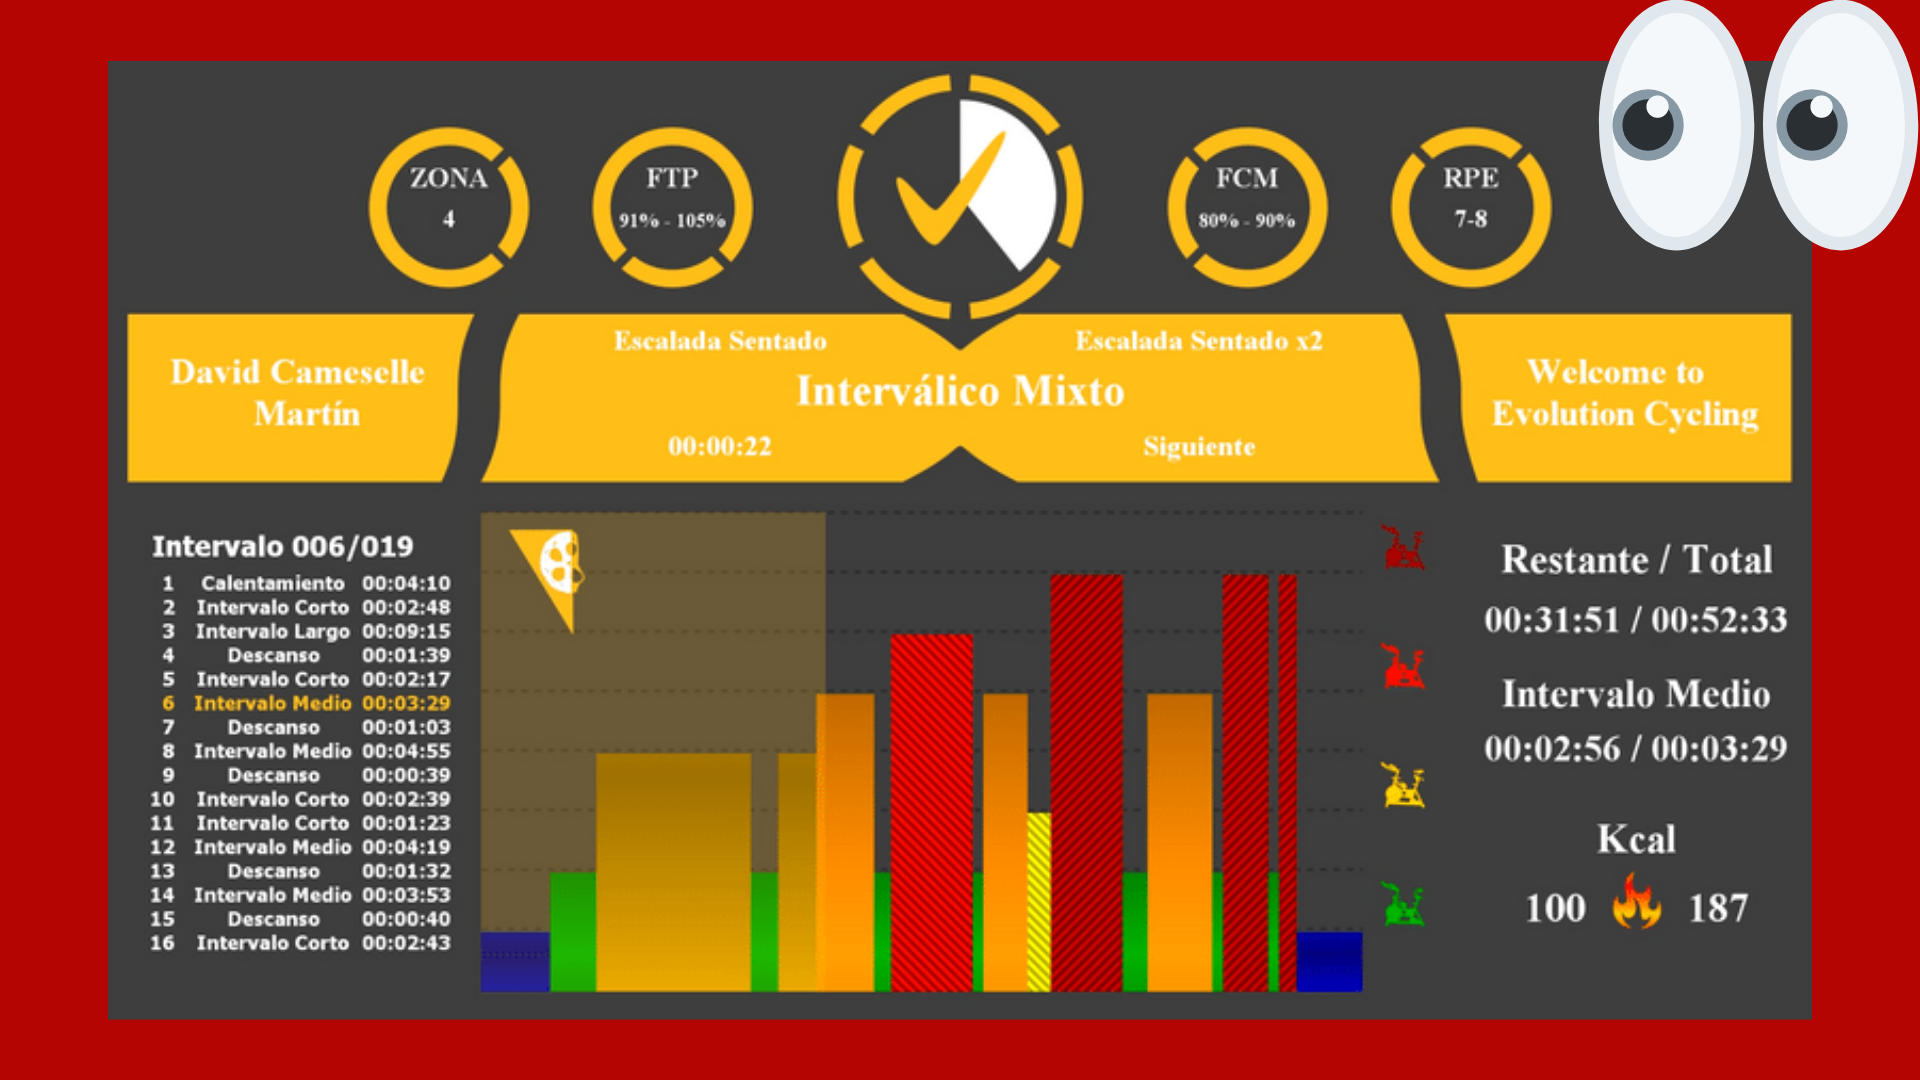 ZONA
4
FTP
91% - 105%
FCM
80% - 90%
RPE
7-8
David Cameselle
Martín
Escalada Sentado
Escalada Sentado x2
Interválico Mixto
00:00:22
Siguiente
Welcome to
Evolution Cycling
Intervalo 006/019
1 Calentamiento 00:04:10
2 Intervalo Corto 00:02:48
3 Intervalo Largo 00:09:15
4 Descanso 00:01:39
5 Intervalo Corto 00:02:17
6 Intervalo Medio 00:03:29
7 Descanso 00:01:03
8 Intervalo Medio 00:04:55
9 Descanso 00:00:39
10 Intervalo Corto 00:02:39
11 Intervalo Corto 00:01:23
12 Intervalo Medio 00:04:19
13 Descanso 00:01:32
14 Intervalo Medio 00:03:53
15 Descanso 00:00:40
16 Intervalo Corto 00:02:43
Restante / Total
00:31:51 / 00:52:33
Intervalo Medio
00:02:56 / 00:03:29
Kcal
100 187